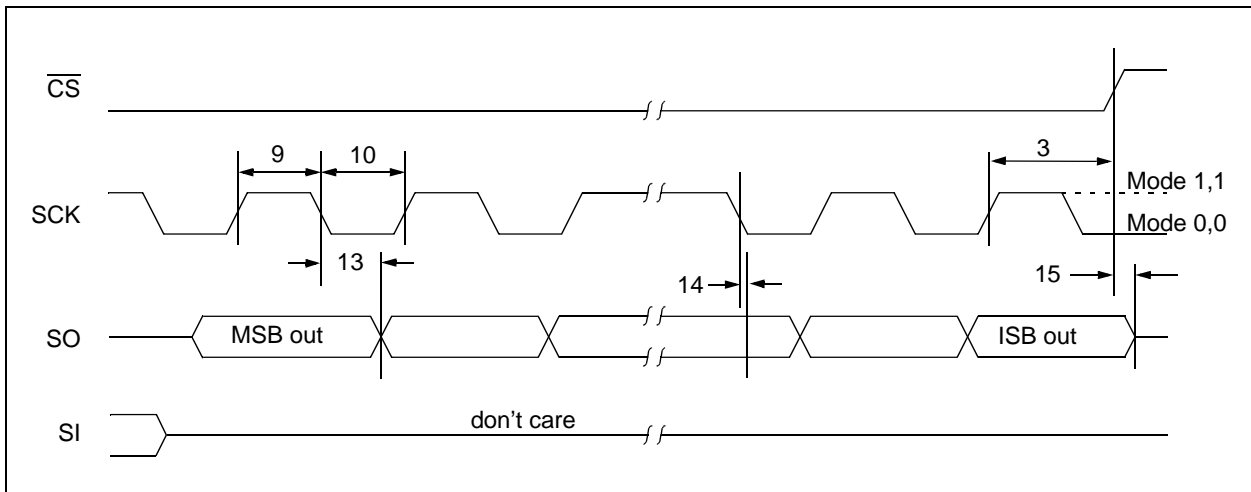 CS
9
10
3
SCK
Mode 1,1
Mode 0,0
13
14
15
SO
MSB out
ISB out
SI
don't care